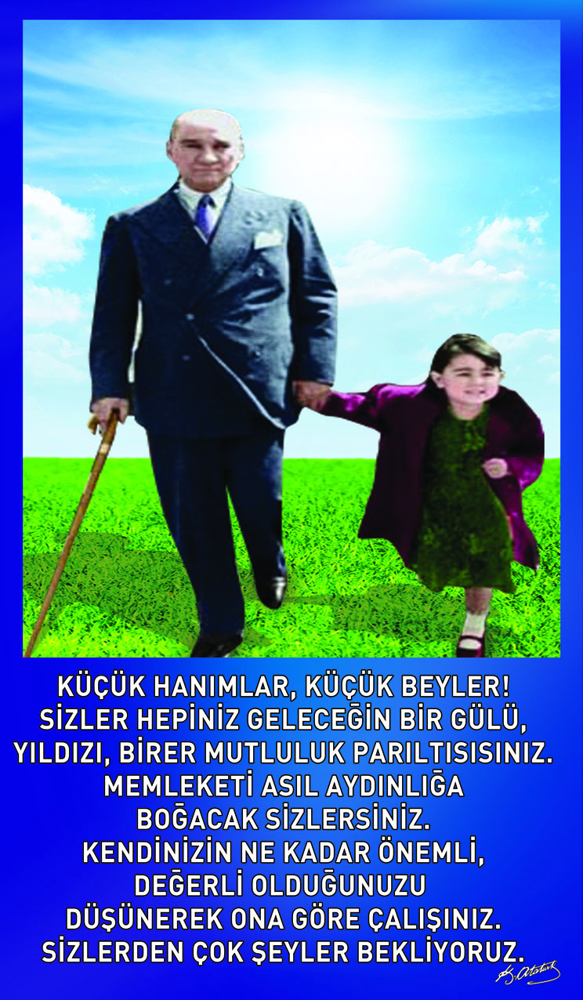 KÜÇÜK HANIMLAR, KÜÇÜK BEYLER!
SİZLER HEPİNİZ GELECEĞİN BİR GÜLÜ,
YILDIZI, BİRER MUTLULUK PARILTISISINIZ.
MEMLEKETİ ASIL AYDINLIĞA
BOĞACAK SİZLERSİNİZ.
KENDİNİZİN NE KADAR ÖNEMLİ,
DEĞERLİ OLDUĞUNUZU
DÜŞÜNEREK ONA GÖRE ÇALIŞINIZ.
SİZLERDEN ÇOK ŞEYLER BEKLİYORUZ.
K. Atatürk